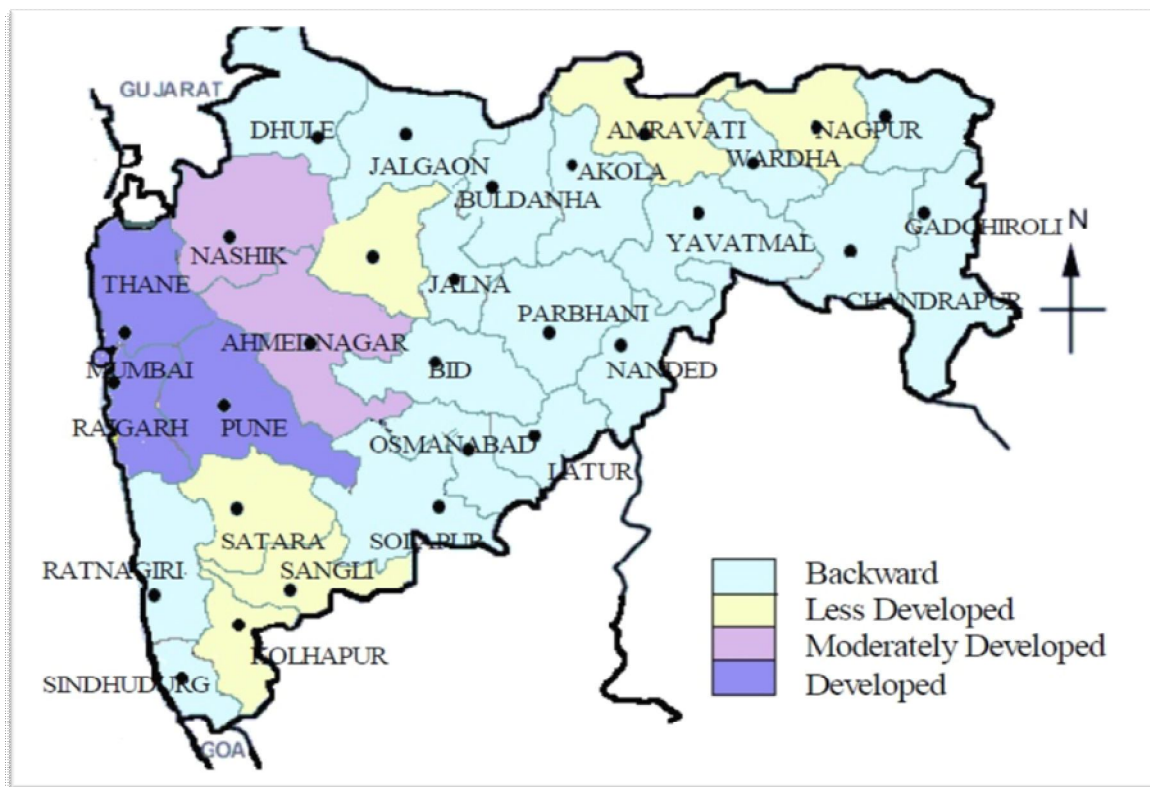 GUJARAT
DHULE
JALGAON
AMRAVATI
NAGPUR
AKOLA
WARDHA
BULDANHA
GADCHIROLI
N
NASHIK
YAVATMAL
THANE
JALNA
CHANDRAPUR
PARBHANI
AHMEDNAGAR
MUMBAI
BID
NANDED
RAIGARH
PUNE
OSMANABAD
LATUR
SATARA
SOLAPUR
RATNAGIRI
SANGLI
Backward
Less Developed
KOLHAPUR
Moderately Developed
SINDHUDURG
Developed
GOA